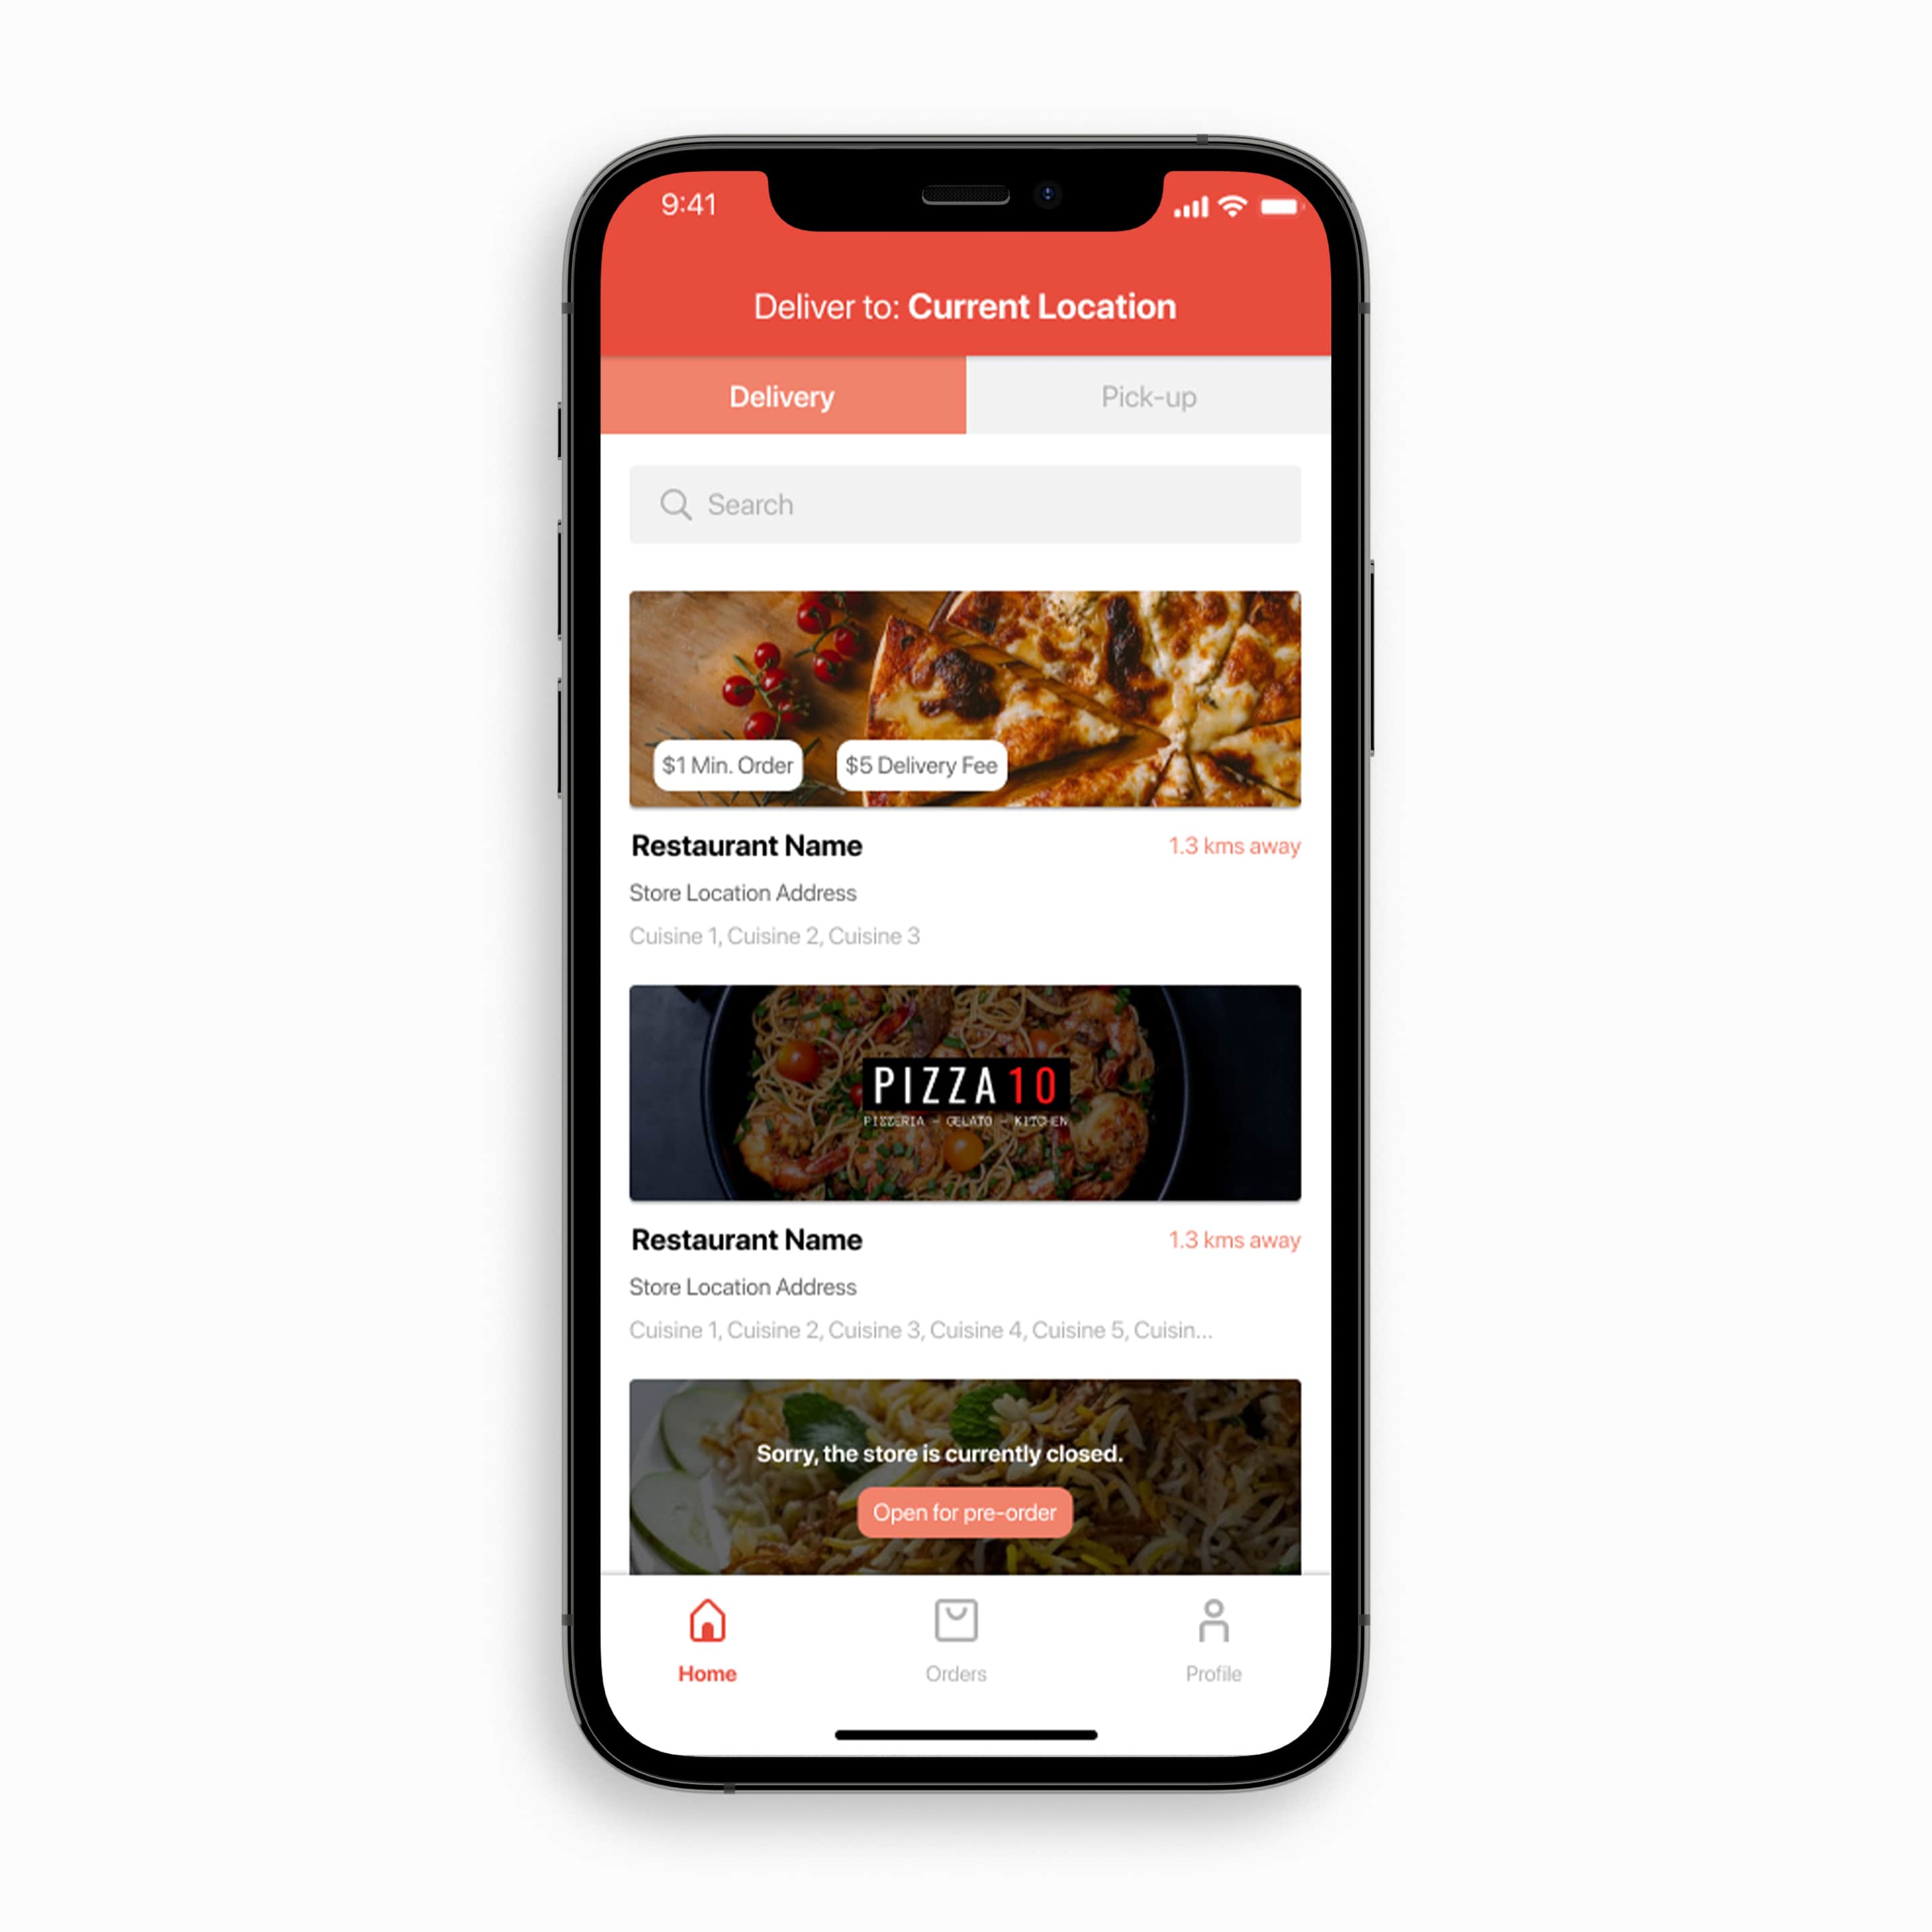 9:41
Deliver to: Current Location
Delivery
Pick-up
Search
$1 Min. Order
$5 Delivery Fee
Restaurant Name
1.3 kms away
Store Location Address
Cuisine 1, Cuisine 2, Cuisine 3
PIZZA 10
PIZZERIA - GELATO - KITCHEN
Restaurant Name
1.3 kms away
Store Location Address
Cuisine 1, Cuisine 2, Cuisine 3, Cuisine 4, Cuisine 5, Cuisin...
Sorry, the store is currently closed.
Open for pre-order
Home
Orders
Profile